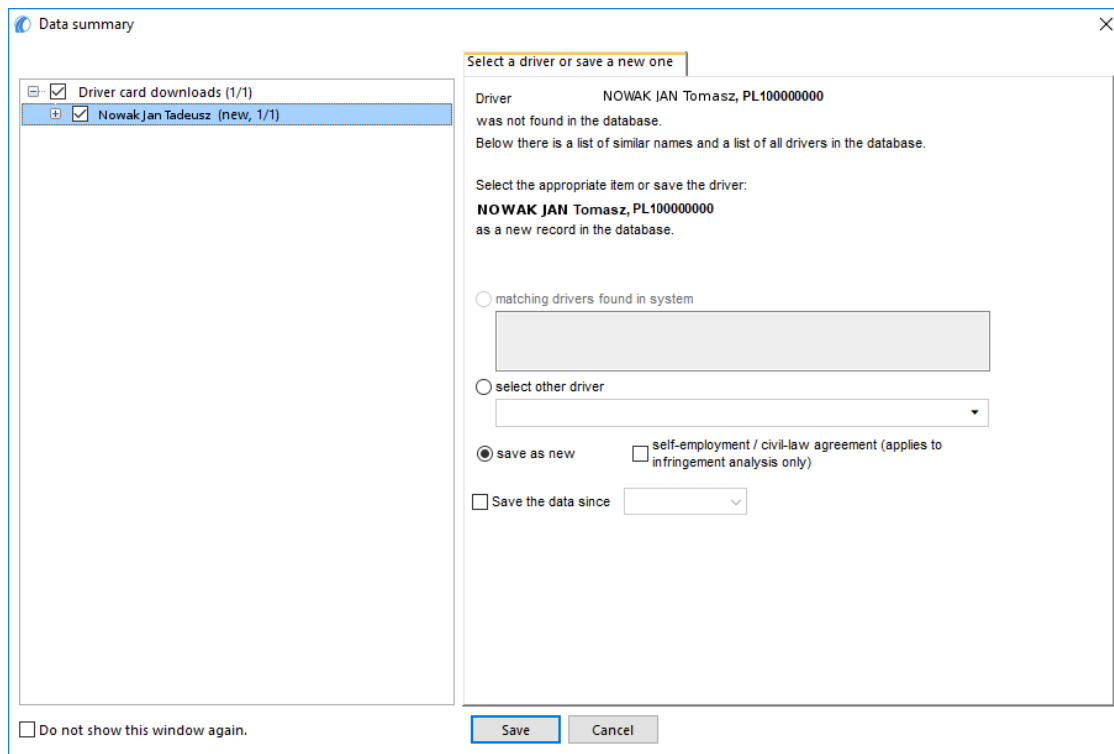 Data summary
Driver card downloads (1/1)
Nowak Jan Tadeusz (new, 1/1)
Select a driver or save a new one
Driver NOWAK JAN Tomasz, PL100000000
was not found in the database.
Below there is a list of similar names and a list of all drivers in the database.
Select the appropriate item or save the driver:
NOWAK JAN Tomasz, PL100000000
as a new record in the database.
matching drivers found in system
select other driver
save as new
self-employment / civil-law agreement (applies to
infringement analysis only)
Save the data since
Do not show this window again.
Save
Cancel